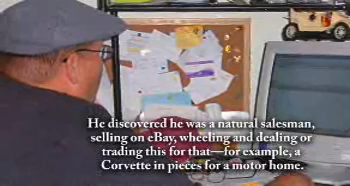 He discovered he was a natural salesman,
selling on eBay, wheeling and dealing or
trading this for that—for example, a
Corvette in pieces for a motor home.